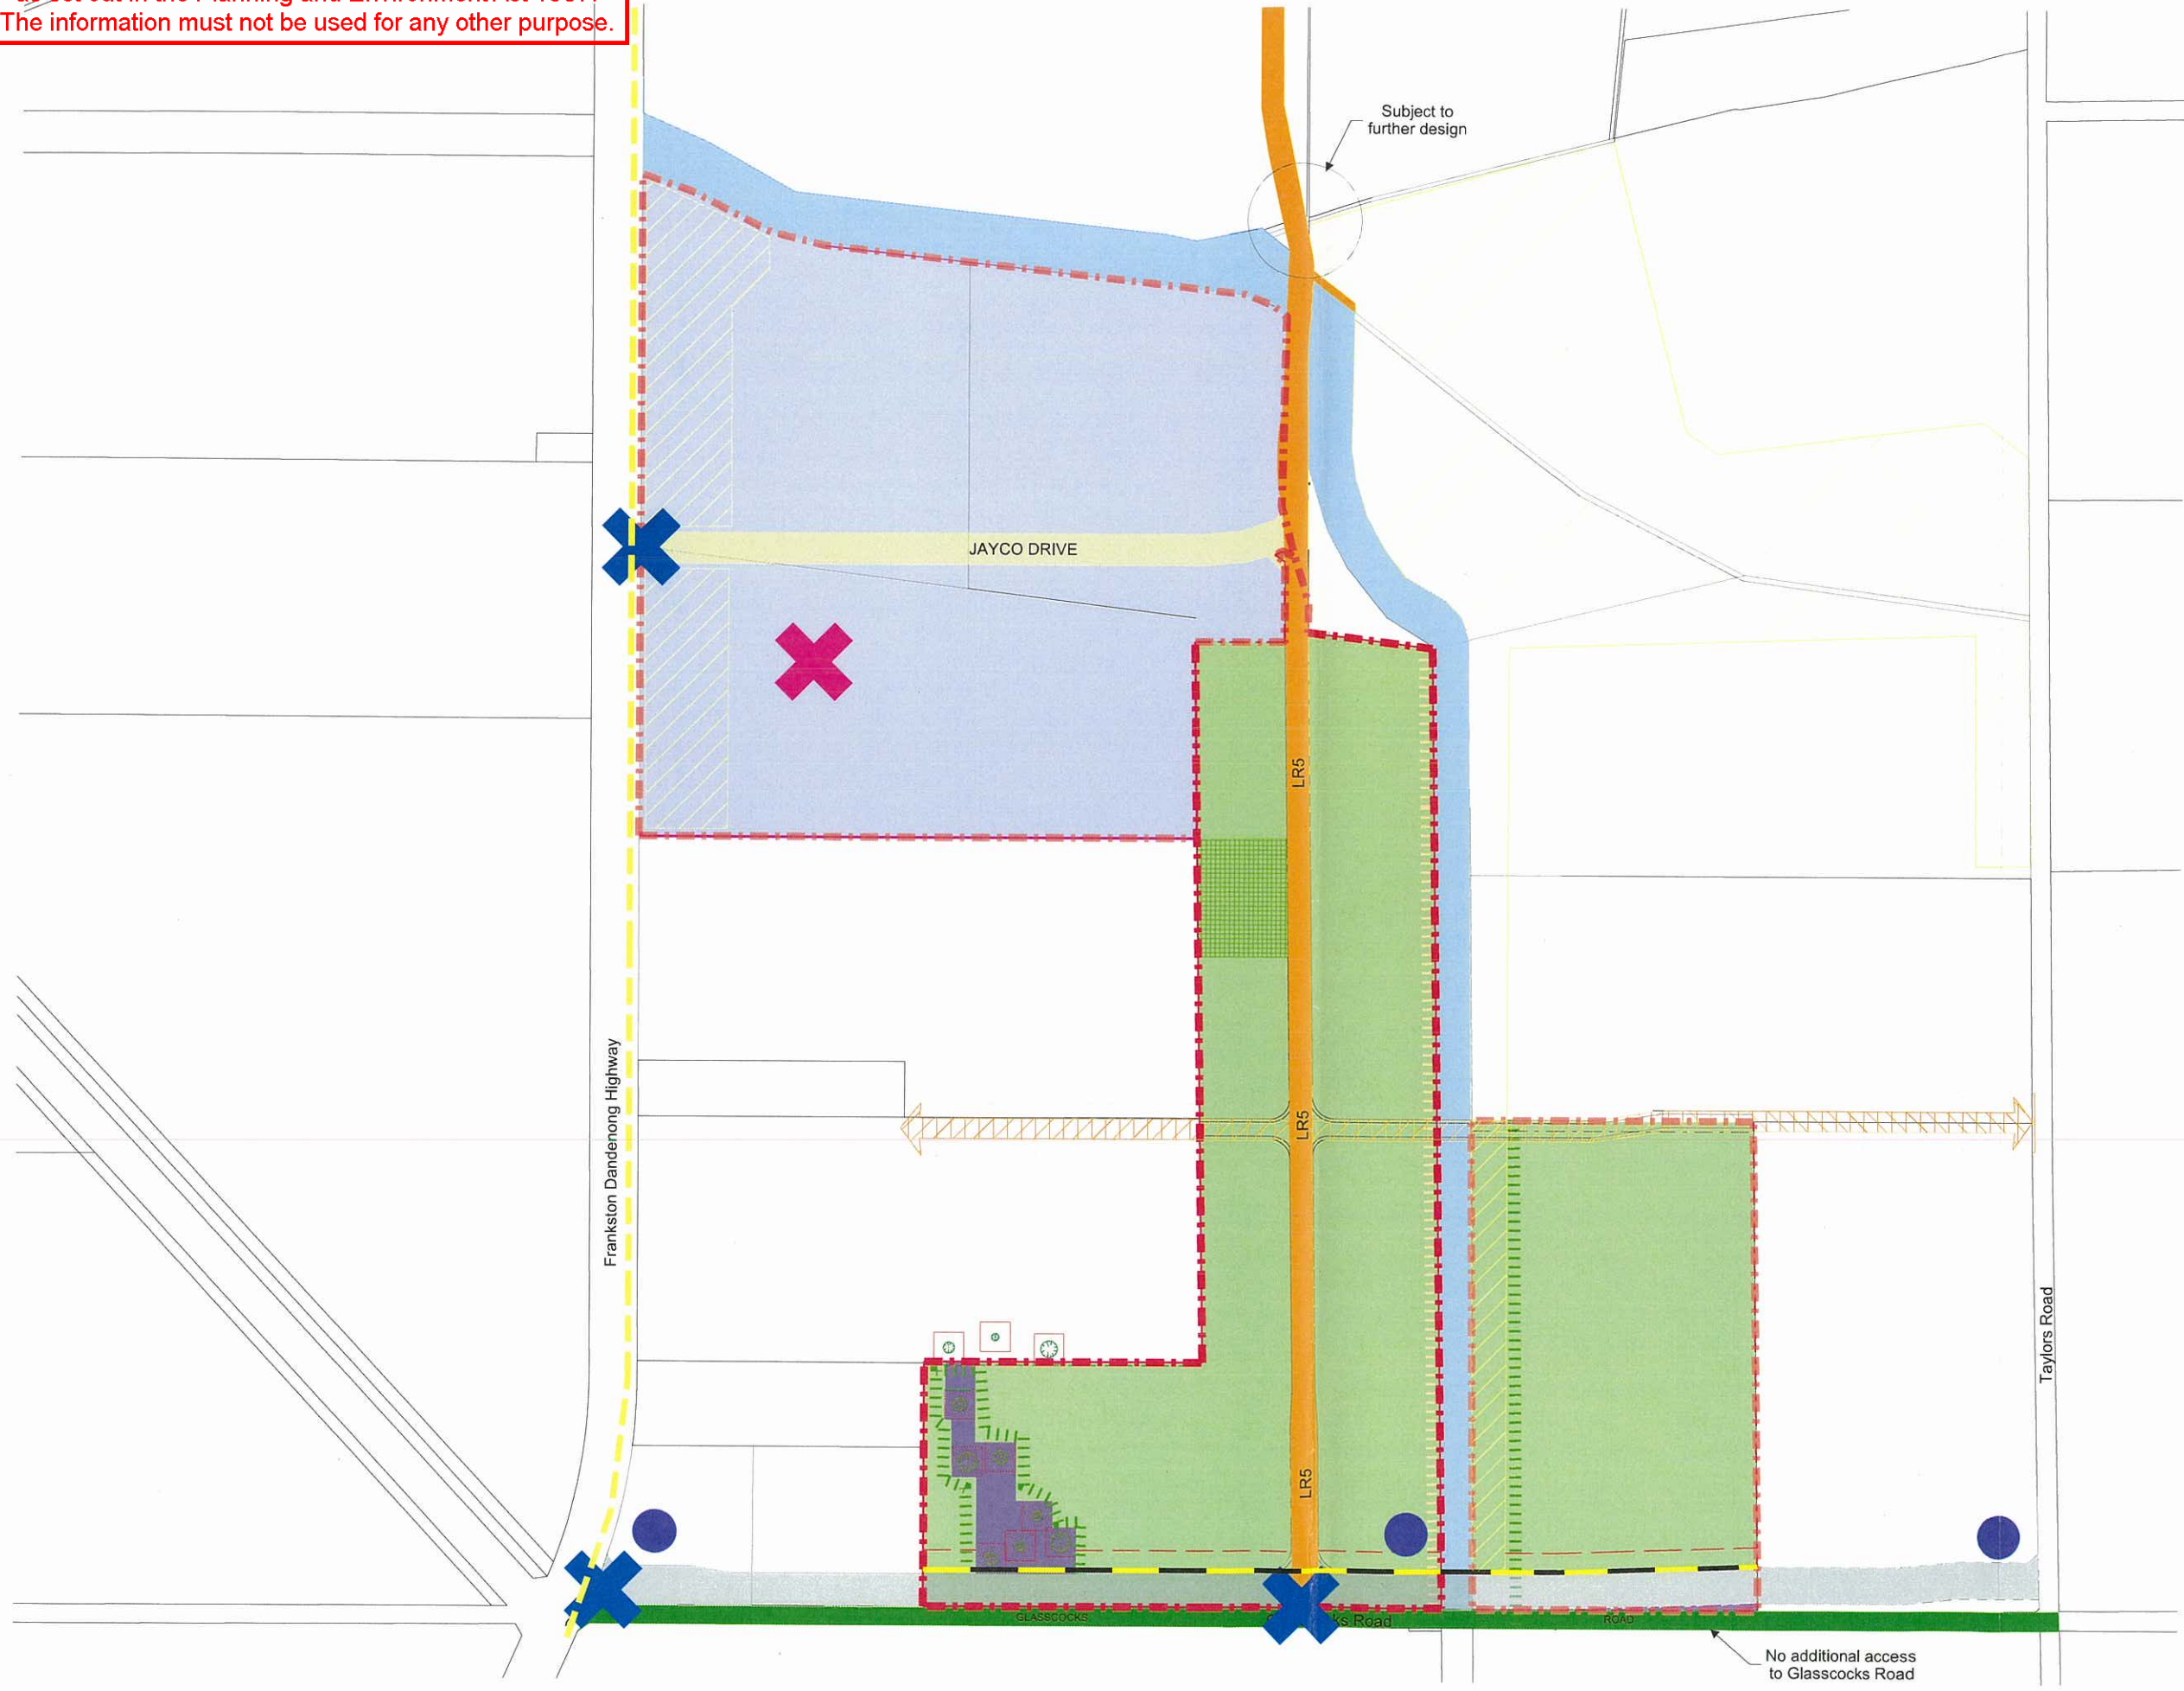 The information must not be used for any other purpose.
Subject to
further design
JAYCO DRIVE
LR5
Frankston Dandenong Highway
LR5
Taylors Road
LR5
GLASSCOCKS
ks Road
ROAD
No additional access
to Glasscocks Road